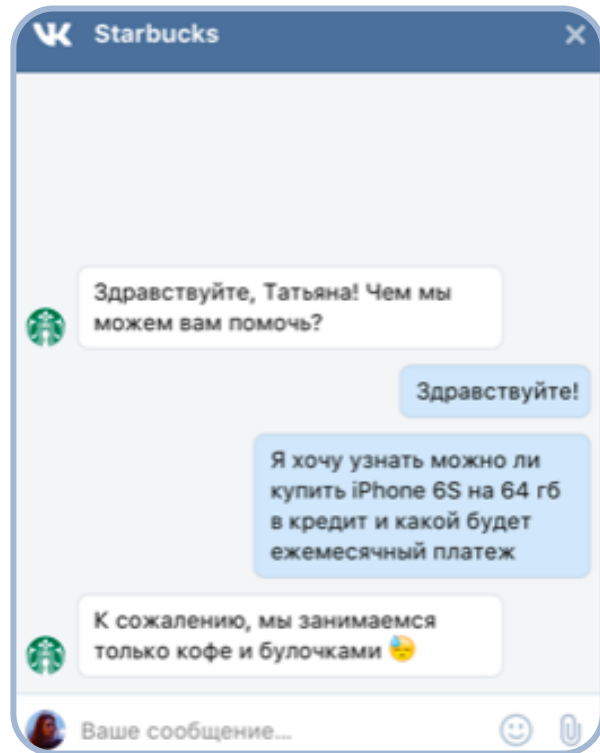 Starbucks
Здравствуйте, Татьяна! Чем мы
можем вам помочь?
Здравствуйте!
Я хочу узнать можно ли
купить iPhone 6S на 64 гб
в кредит и какой будет
ежемесячный платеж
К сожалению, мы занимаемся
только кофе и булочками 😓
Ваше сообщение...